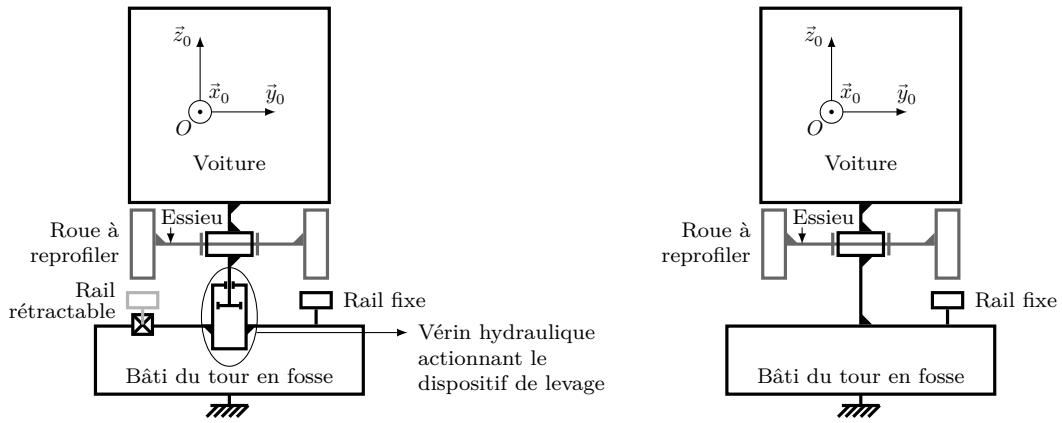 z⃗₀
x⃗₀
y⃗₀
O
Voiture
Roue à
reprofiler
Essieu
Rail
rétractable
Rail fixe
Vérin hydraulique
actionnant le
dispositif de levage
Bâti du tour en fosse
z⃗₀
x⃗₀
y⃗₀
O
Voiture
Roue à
reprofiler
Essieu
Rail fixe
Bâti du tour en fosse